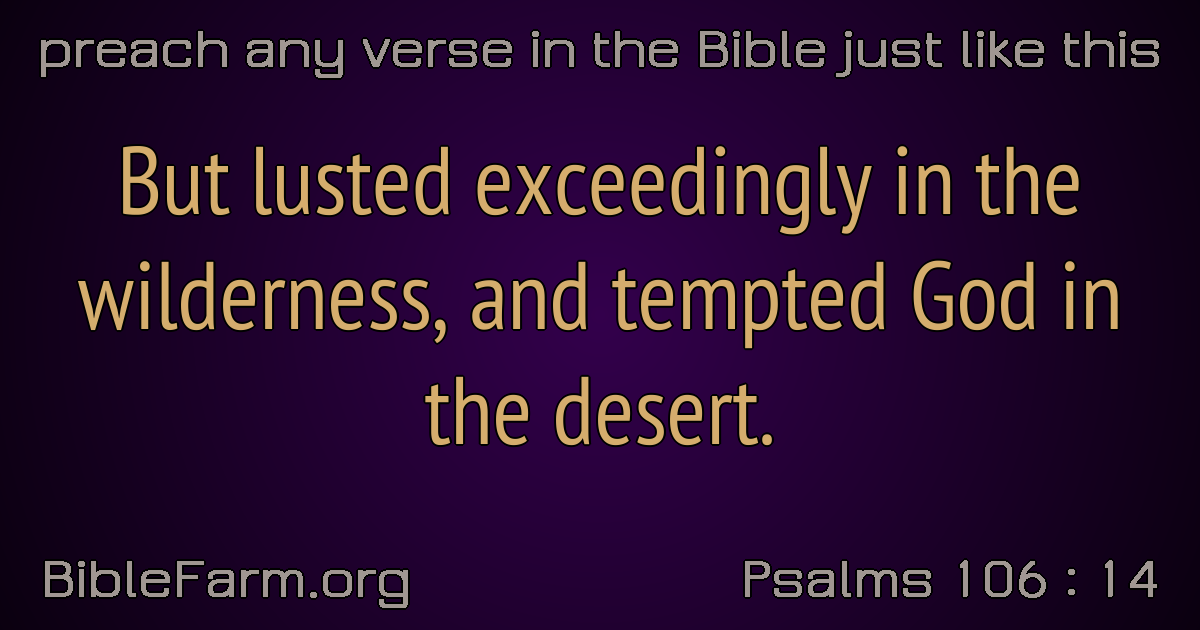 preach any verse in the Bible just like this
But lusted exceedingly in the
wilderness, and tempted God in
the desert.
BibleFarm.org
Psalms 106 : 14